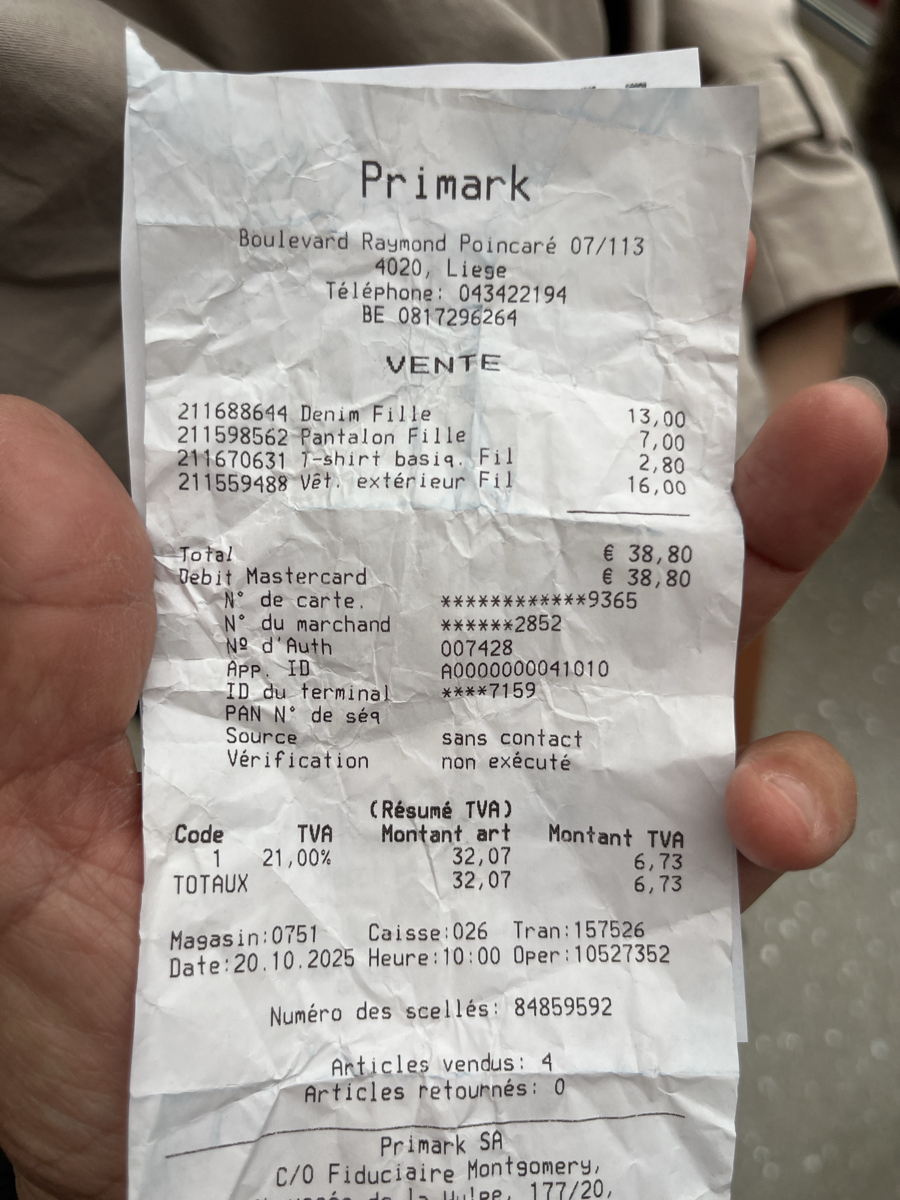 Primark
Boulevard Raymond Poincaré 07/113
4020, Liege
Téléphone: 043422194
BE 0817296264
VENTE
211688644 Denim Fille 13,00
211598562 Pantalon Fille 7,00
211670631 T-shirt basiq. Fil 2,80
211559488 Vêt. extérieur Fil 16,00
Total € 38,80
Débit Mastercard € 38,80
N° de carte. ************9365
N° du marchand ******2852
Nº d'Auth 007428
App. ID A0000000041010
ID du terminal ****7159
PAN N° de séq
Source sans contact
Vérification non exécuté
(Résumé TVA)
Code TVA Montant art Montant TVA
1 21,00% 32,07 6,73
TOTAUX 32,07 6,73
Magasin:0751 Caisse:026 Tran:157526
Date:20.10.2025 Heure:10:00 Oper:10527352
Numéro des scellés: 84859592
Articles vendus: 4
Articles retournés: 0
Primark SA
C/O Fiduciaire Montgomery,
de la Hulpe, 177/20,